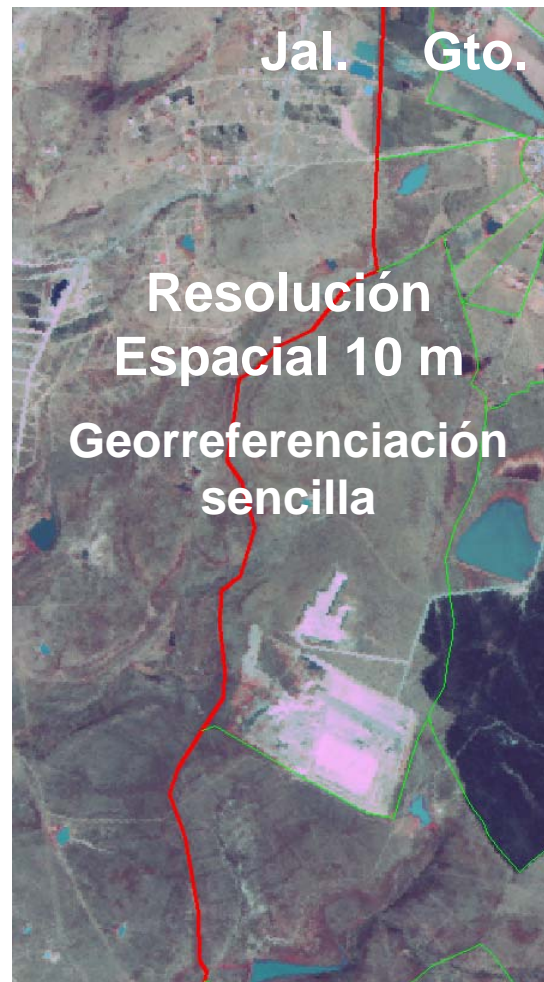 Jal. Gto.
Resolución
Espacial 10 m
Georreferenciación
sencilla